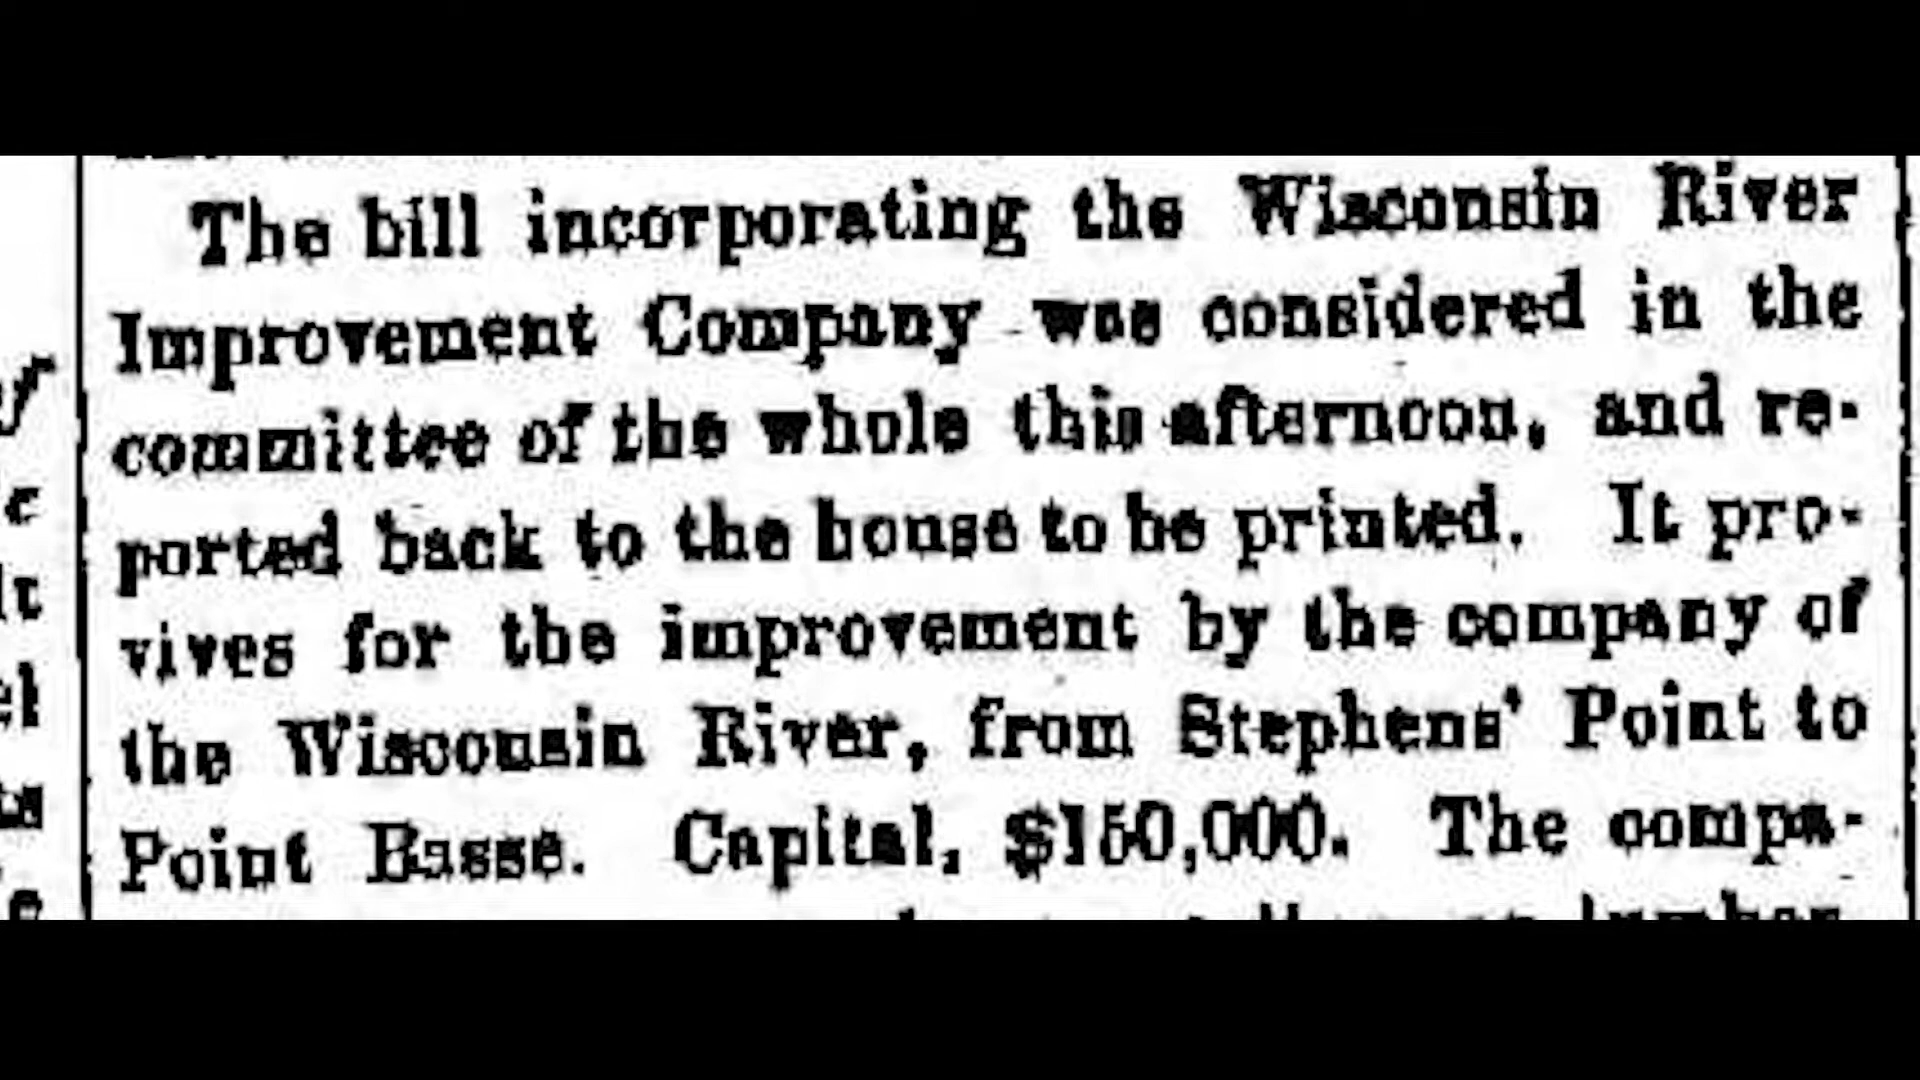 The bill incorporating the Wisconsin River
Improvement Company was considered in the
committee of the whole this afternoon, and re-
ported back to the house to be printed. It pro-
vives for the improvement by the company of
the Wisconsin River, from Stephens' Point to
Point Basse. Capital, $150,000. The compa-